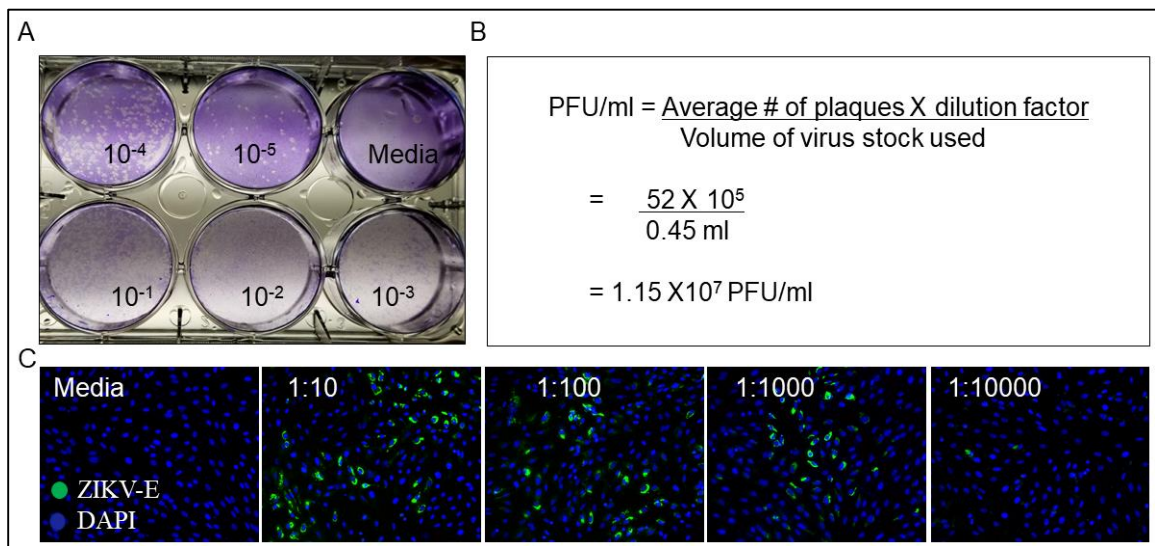 A
B
10⁻⁴
10⁻⁵
Media
10⁻¹
10⁻²
10⁻³
PFU/ml = Average # of plaques X dilution factor
Volume of virus stock used
= 52 X 10⁵
0.45 ml
= 1.15 X10⁷ PFU/ml
C
Media
1:10
1:100
1:1000
1:10000
ZIKV-E
DAPI